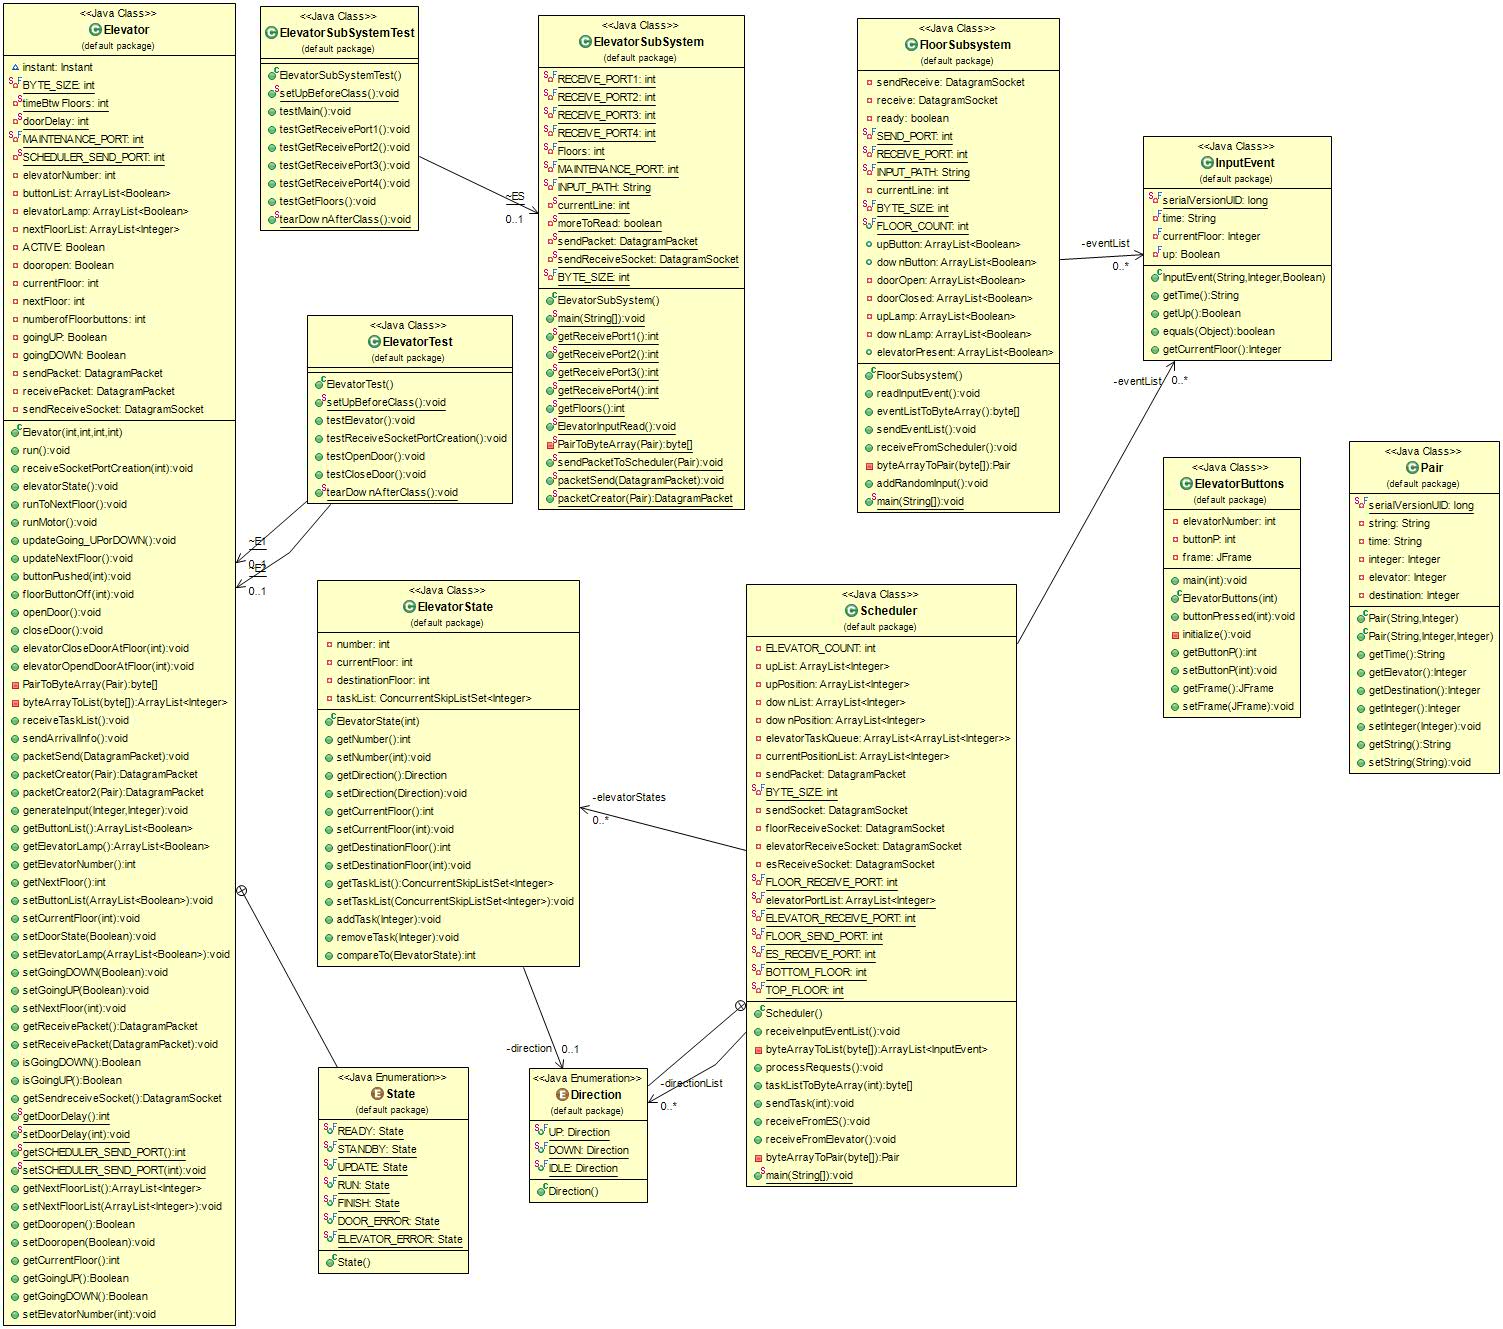 <<Java Class>>
Elevator
(default package)
instant: Instant
BYTE_SIZE: int
timeBtwFloors: int
doorDelay: int
MAINTENANCE_PORT: int
SCHEDULER_SEND_PORT: int
elevatorNumber: int
buttonList: ArrayList<Boolean>
elevatorLamp: ArrayList<Boolean>
nextFloorList: ArrayList<Integer>
ACTIVE: Boolean
dooropen: Boolean
currentFloor: int
nextFloor: int
numberofFloorbuttons: int
goingUP: Boolean
goingDOWN: Boolean
sendPacket: DatagramPacket
receivePacket: DatagramPacket
sendReceiveSocket: DatagramSocket
Elevator(int,int,int,int)
run():void
receiveSocketPortCreation(int):void
elevatorState():void
runToNextFloor():void
runMotor():void
updateGoing_UPorDOWN():void
updateNextFloor():void
buttonPushed(int):void
floorButtonOff(int):void
openDoor():void
closeDoor():void
elevatorCloseDoorAtFloor(int):void
elevatorOpendDoorAtFloor(int):void
PairToByteArray(Pair):byte[]
byteArrayToList(byte[]):ArrayList<Integer>
receiveTaskList():void
sendArrivalInfo():void
packetSend(DatagramPacket):void
packetCreator(Pair):DatagramPacket
packetCreator2(Pair):DatagramPacket
generateInput(Integer,Integer):void
getButtonList():ArrayList<Boolean>
getElevatorLamp():ArrayList<Boolean>
getElevatorNumber():int
getNextFloor():int
setButtonList(ArrayList<Boolean>):void
setCurrentFloor(int):void
setDoorState(Boolean):void
setElevatorLamp(ArrayList<Boolean>):void
setGoingDOWN(Boolean):void
setGoingUP(Boolean):void
setNextFloor(int):void
getReceivePacket():DatagramPacket
setReceivePacket(DatagramPacket):void
isGoingDOWN():Boolean
isGoingUP():Boolean
getSendreceiveSocket():DatagramSocket
getDoorDelay():int
setDoorDelay(int):void
getSCHEDULER_SEND_PORT():int
setSCHEDULER_SEND_PORT(int):void
getNextFloorList():ArrayList<Integer>
setNextFloorList(ArrayList<Integer>):void
getDooropen():Boolean
setDooropen(Boolean):void
getCurrentFloor():int
getGoingUP():Boolean
getGoingDOWN():Boolean
setElevatorNumber(int):void
<<Java Class>>
ElevatorSubSystemTest
(default package)
ElevatorSubSystemTest()
setUpBeforeClass():void
testMain():void
testGetReceivePort1():void
testGetReceivePort2():void
testGetReceivePort3():void
testGetReceivePort4():void
testGetFloors():void
tearDownAfterClass():void
~ES
0..1
<<Java Class>>
ElevatorSubSystem
(default package)
RECEIVE_PORT1: int
RECEIVE_PORT2: int
RECEIVE_PORT3: int
RECEIVE_PORT4: int
Floors: int
MAINTENANCE_PORT: int
INPUT_PATH: String
currentLine: int
moreToRead: boolean
sendPacket: DatagramPacket
sendReceiveSocket: DatagramSocket
BYTE_SIZE: int
ElevatorSubSystem()
main(String[]):void
getReceivePort1():int
getReceivePort2():int
getReceivePort3():int
getReceivePort4():int
getFloors():int
ElevatorInputRead():void
PairToByteArray(Pair):byte[]
sendPacketToScheduler(Pair):void
packetSend(DatagramPacket):void
packetCreator(Pair):DatagramPacket
<<Java Class>>
FloorSubsystem
(default package)
sendReceive: DatagramSocket
receive: DatagramSocket
ready: boolean
SEND_PORT: int
RECEIVE_PORT: int
INPUT_PATH: String
currentLine: int
BYTE_SIZE: int
FLOOR_COUNT: int
upButton: ArrayList<Boolean>
downButton: ArrayList<Boolean>
doorOpen: ArrayList<Boolean>
doorClosed: ArrayList<Boolean>
upLamp: ArrayList<Boolean>
downLamp: ArrayList<Boolean>
elevatorPresent: ArrayList<Boolean>
FloorSubsystem()
readInputEvent():void
eventListToByteArray():byte[]
sendEventList():void
receiveFromScheduler():void
byteArrayToPair(byte[]):Pair
addRandomInput():void
main(String[]):void
-eventList
0..*
<<Java Class>>
InputEvent
(default package)
serialVersionUID: long
time: String
currentFloor: Integer
up: Boolean
InputEvent(String,Integer,Boolean)
getTime():String
getUp():Boolean
equals(Object):boolean
getCurrentFloor():Integer
-eventList
0..*
<<Java Class>>
ElevatorTest
(default package)
ElevatorTest()
setUpBeforeClass():void
testElevator():void
testReceiveSocketPortCreation():void
testOpenDoor():void
testCloseDoor():void
tearDownAfterClass():void
~E1
0..1
~E2
0..1
<<Java Class>>
ElevatorButtons
(default package)
elevatorNumber: int
buttonP: int
frame: JFrame
main(int):void
ElevatorButtons(int)
buttonPressed(int):void
initialize():void
getButtonP():int
setButtonP(int):void
getFrame():JFrame
setFrame(JFrame):void
<<Java Class>>
Pair
(default package)
serialVersionUID: long
string: String
time: String
integer: Integer
elevator: Integer
destination: Integer
Pair(String,Integer)
Pair(String,Integer,Integer)
getTime():String
getElevator():Integer
getDestination():Integer
getInteger():Integer
setInteger(Integer):void
getString():String
setString(String):void
<<Java Class>>
ElevatorState
(default package)
number: int
currentFloor: int
destinationFloor: int
taskList: ConcurrentSkipListSet<Integer>
ElevatorState(int)
getNumber():int
setNumber(int):void
getDirection():Direction
setDirection(Direction):void
getCurrentFloor():int
setCurrentFloor(int):void
getDestinationFloor():int
setDestinationFloor(int):void
getTaskList():ConcurrentSkipListSet<Integer>
setTaskList(ConcurrentSkipListSet<Integer>):void
addTask(Integer):void
removeTask(Integer):void
compareTo(ElevatorState):int
-elevatorStates
0..*
<<Java Class>>
Scheduler
(default package)
ELEVATOR_COUNT: int
upList: ArrayList<Integer>
upPosition: ArrayList<Integer>
downList: ArrayList<Integer>
downPosition: ArrayList<Integer>
elevatorTaskQueue: ArrayList<ArrayList<Integer>>
currentPositionList: ArrayList<Integer>
sendPacket: DatagramPacket
BYTE_SIZE: int
sendSocket: DatagramSocket
floorReceiveSocket: DatagramSocket
elevatorReceiveSocket: DatagramSocket
esReceiveSocket: DatagramSocket
FLOOR_RECEIVE_PORT: int
elevatorPortList: ArrayList<Integer>
ELEVATOR_RECEIVE_PORT: int
FLOOR_SEND_PORT: int
ES_RECEIVE_PORT: int
BOTTOM_FLOOR: int
TOP_FLOOR: int
Scheduler()
receiveInputEventList():void
byteArrayToList(byte[]):ArrayList<InputEvent>
processRequests():void
taskListToByteArray(int):byte[]
sendTask(int):void
receiveFromES():void
receiveFromElevator():void
byteArrayToPair(byte[]):Pair
main(String[]):void
-direction
0..1
-directionList
0..*
<<Java Enumeration>>
State
(default package)
READY: State
STANDBY: State
UPDATE: State
RUN: State
FINISH: State
DOOR_ERROR: State
ELEVATOR_ERROR: State
State()
<<Java Enumeration>>
Direction
(default package)
UP: Direction
DOWN: Direction
IDLE: Direction
Direction()